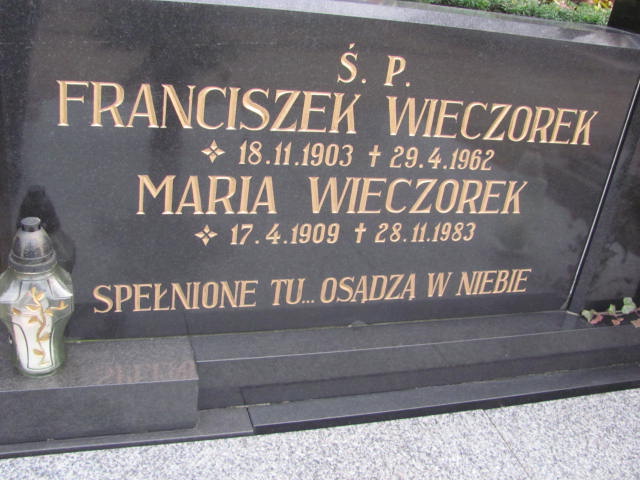 Ś. P.
FRANCISZEK WIECZOREK
✧ 18.11.1903 † 29.4.1962
MARIA WIECZOREK
✧ 17.4.1909 † 28.11.1983
SPEŁNIONE TU... OSĄDZĄ W NIEBIE